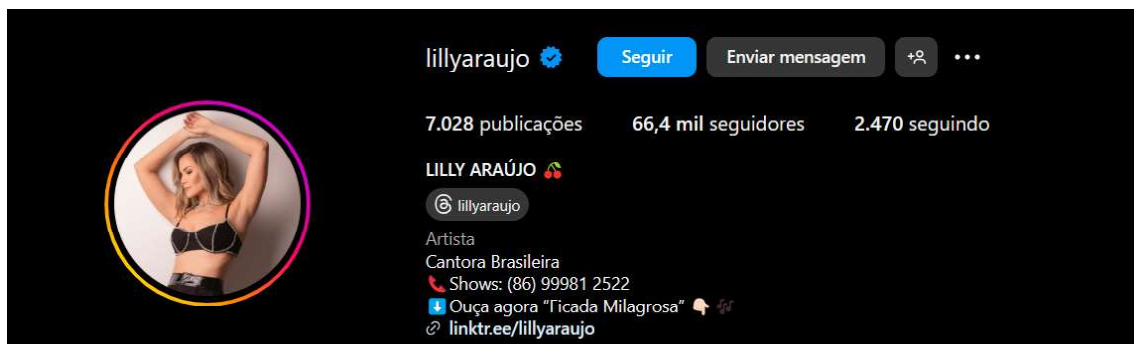 lillyaraujo
Seguir
Enviar mensagem
7.028 publicações 66,4 mil seguidores 2.470 seguindo
LILLY ARAÚJO 🍒
lillyaraujo
Artista
Cantora Brasileira
📞 Shows: (86) 99981 2522
⬇️ Ouça agora “Ficada Milagrosa” 👇🏻 🎶
linktr.ee/lillyaraujo